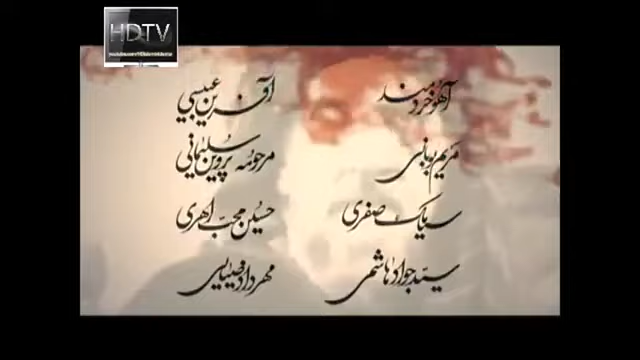 HDTV
آهو خردمند
آفرین عبیسی
مریم بوبانی
مرحومه پروین سلیمانی
سیامک صفری
حسین محب اهری
سید جواد هاشمی
مهرداد ضیایی